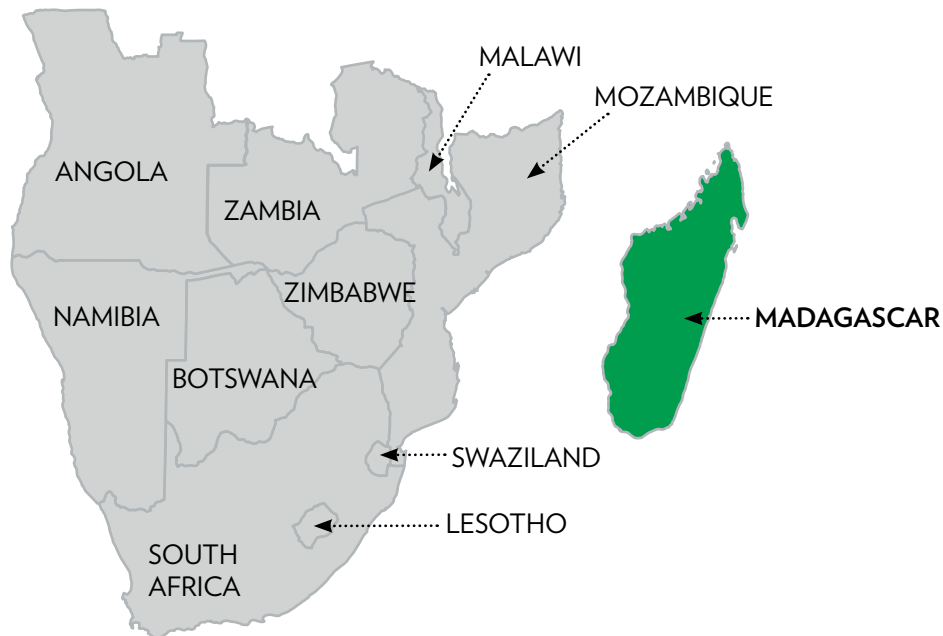 MALAWI
MOZAMBIQUE
ANGOLA
ZAMBIA
ZIMBABWE
NAMIBIA
MADAGASCAR
BOTSWANA
SWAZILAND
LESOTHO
SOUTH
AFRICA